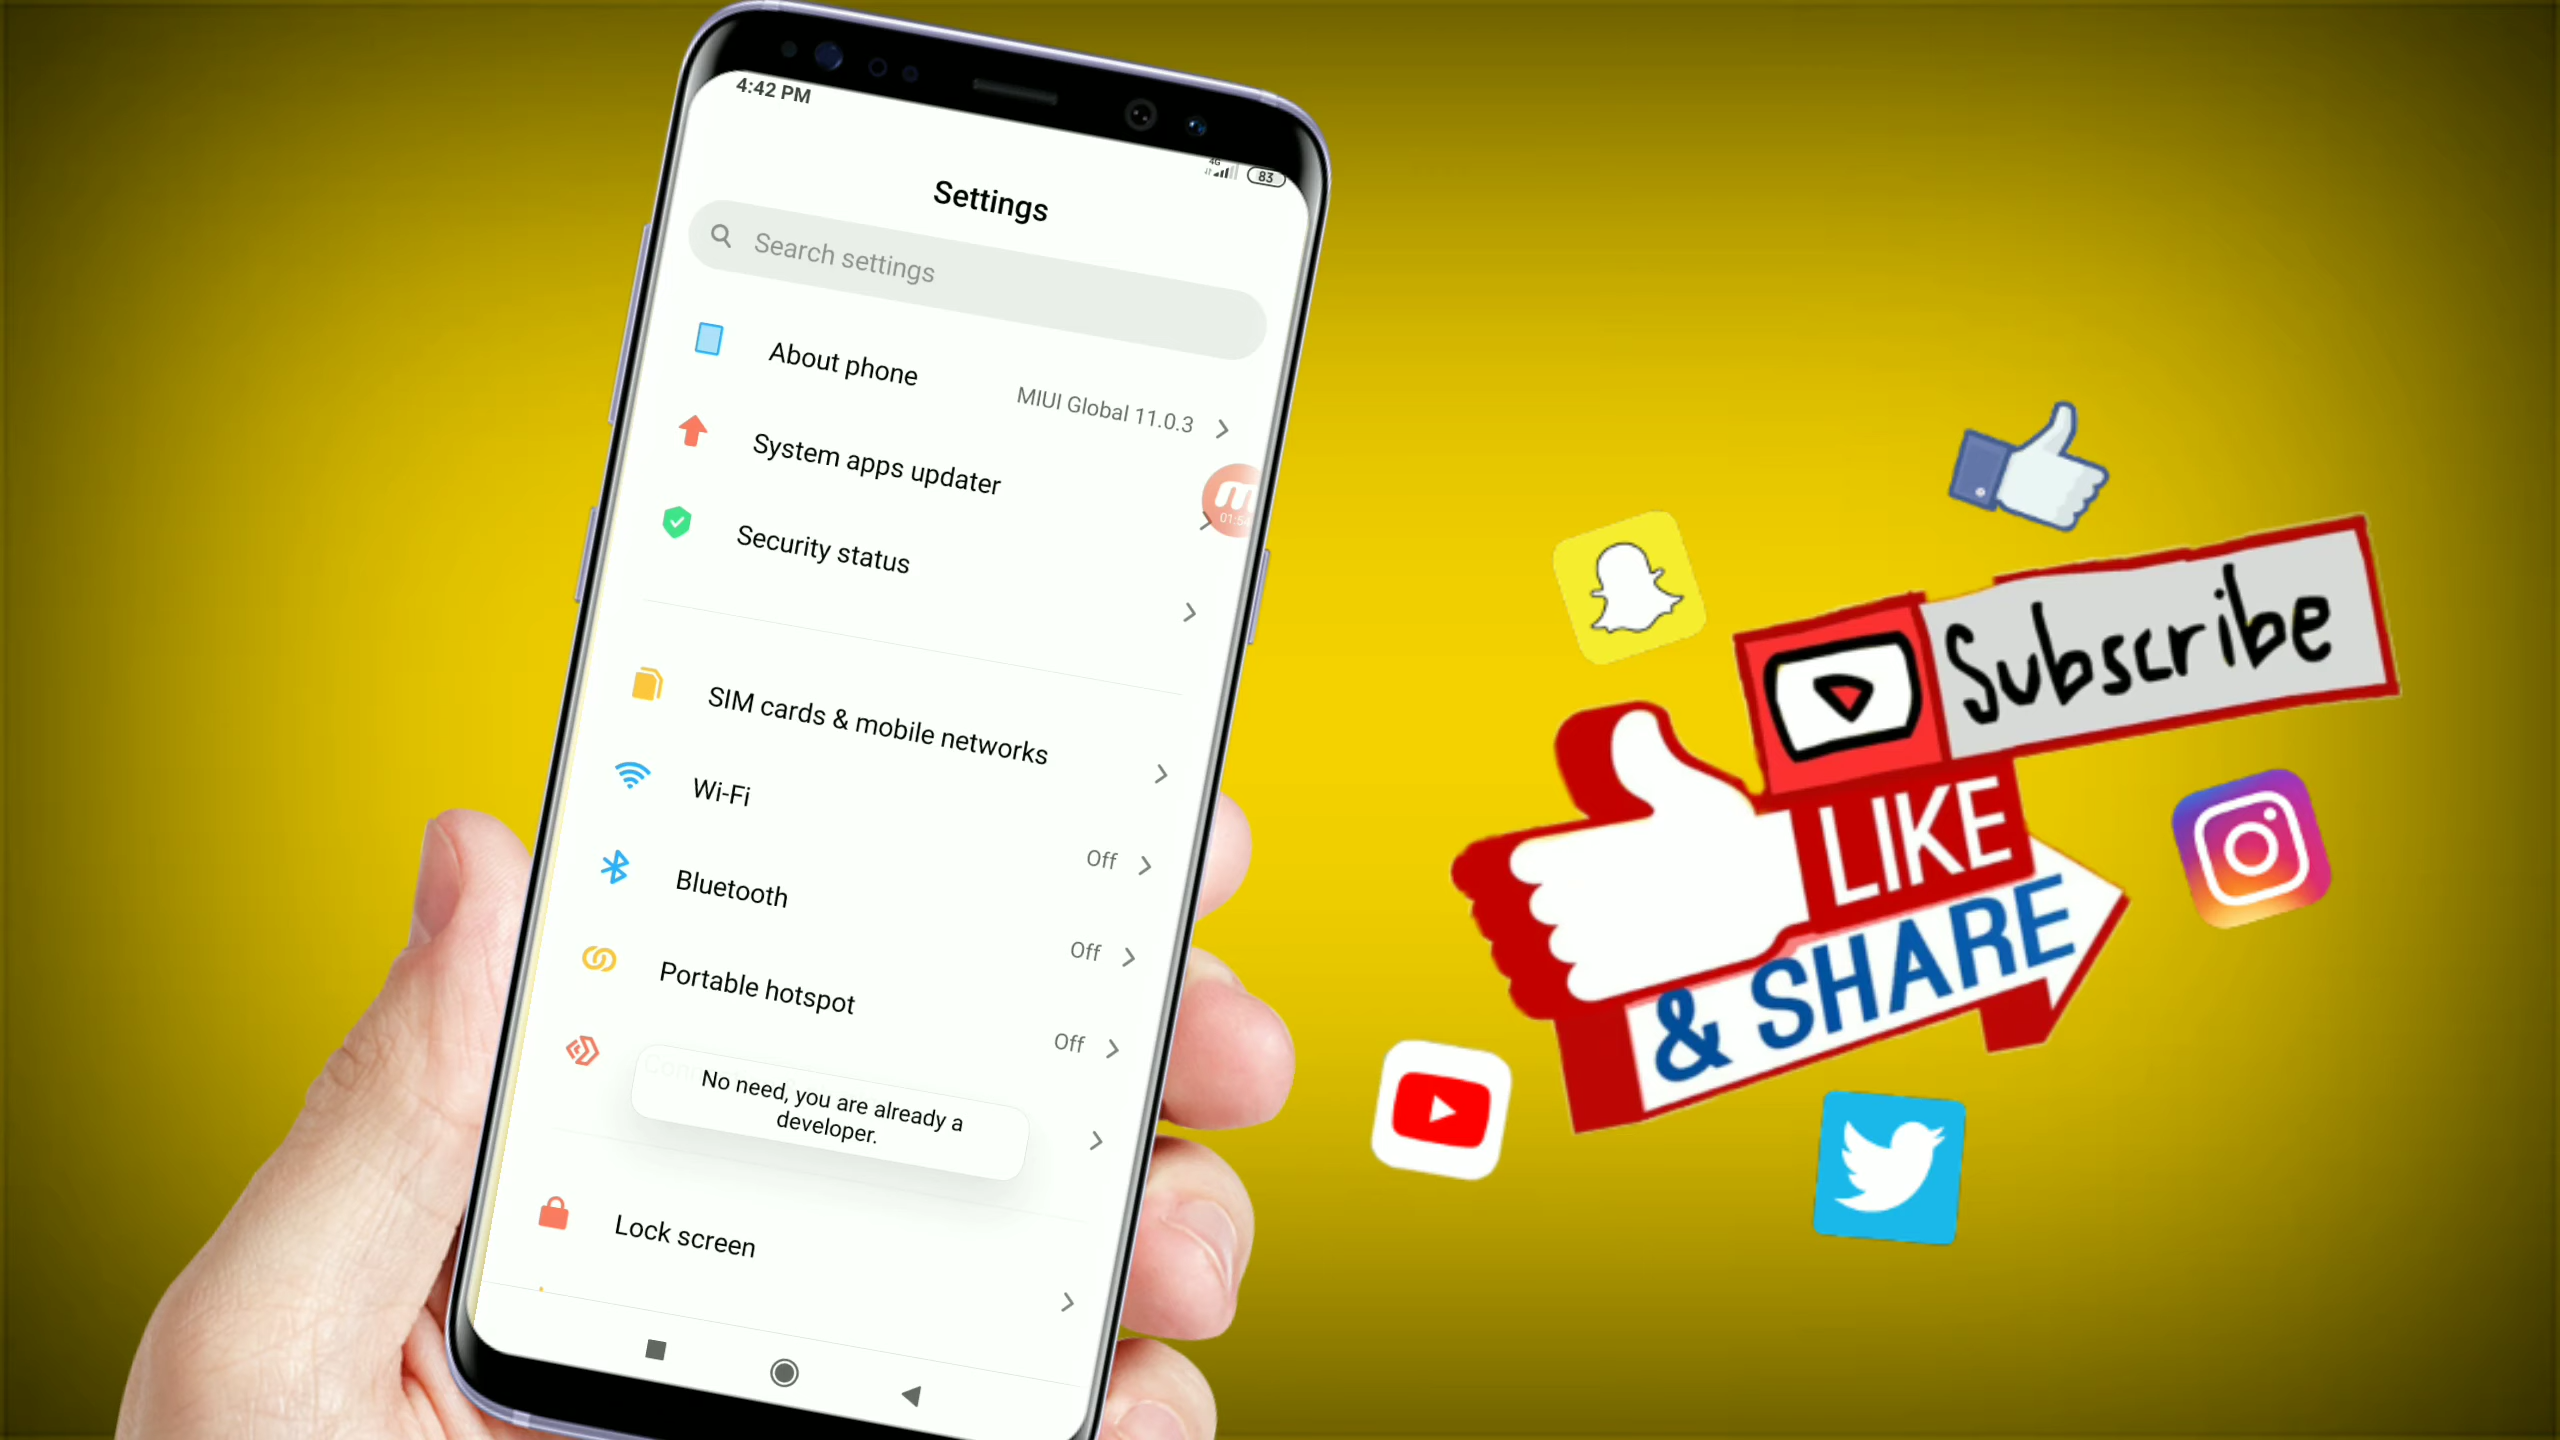 4:42 PM
4G
83
Settings
Search settings
About phone
MIUI Global 11.0.3
System apps updater
Security status
SIM cards & mobile networks
Wi-Fi
Off
Bluetooth
Off
Portable hotspot
Off
No need, you are already a
developer.
Lock screen
Subscribe
LIKE
& SHARE